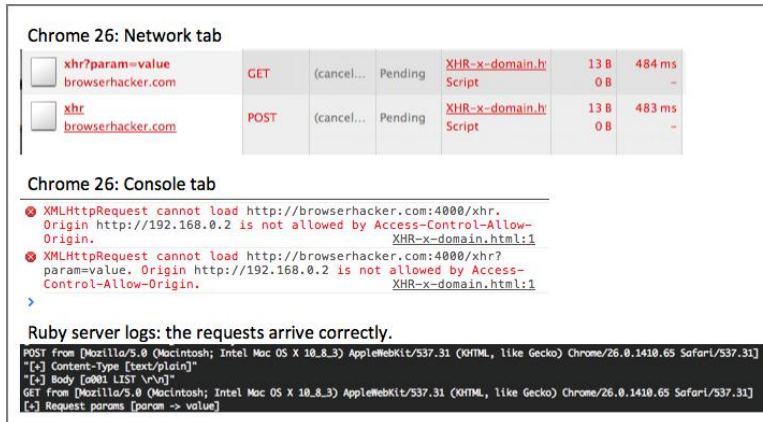 Chrome 26: Network tab
xhr?param=value GET (cancel... Pending XHR-x-domain.ht 13 B 484 ms
browserhacker.com Script 0 B –
xhr POST (cancel... Pending XHR-x-domain.ht 13 B 483 ms
browserhacker.com Script 0 B –
Chrome 26: Console tab
XMLHttpRequest cannot load http://browserhacker.com:4000/xhr.
Origin http://192.168.0.2 is not allowed by Access-Control-Allow-
Origin. XHR-x-domain.html:1
XMLHttpRequest cannot load http://browserhacker.com:4000/xhr?
param=value. Origin http://192.168.0.2 is not allowed by Access-
Control-Allow-Origin. XHR-x-domain.html:1
>
Ruby server logs: the requests arrive correctly.
POST from [Mozilla/5.0 (Macintosh; Intel Mac OS X 10_8_3) AppleWebKit/537.31 (KHTML, like Gecko) Chrome/26.0.1410.65 Safari/537.31]
"[+] Content-Type [text/plain]"
"[+] Body [a001 LIST \r\n]"
GET from [Mozilla/5.0 (Macintosh; Intel Mac OS X 10_8_3) AppleWebKit/537.31 (KHTML, like Gecko) Chrome/26.0.1410.65 Safari/537.31]
[+] Request params [param -> value]